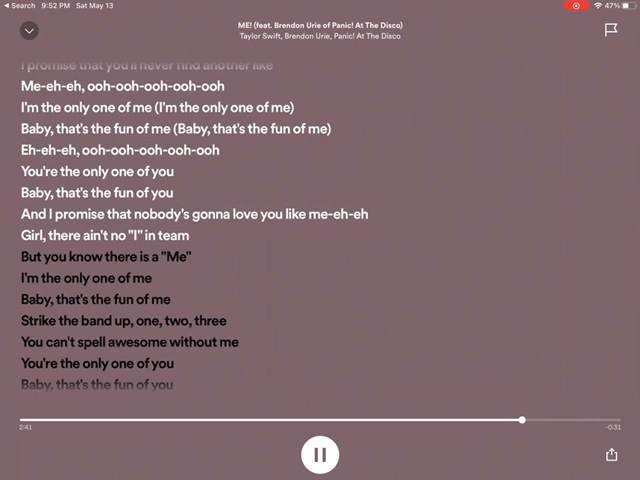 Search 9:52 PM Sat May 13 47%
ME! (feat. Brendon Urie of Panic! At The Disco)
Taylor Swift, Brendon Urie, Panic! At The Disco
I promise that you'll never find another like
Me-eh-eh, ooh-ooh-ooh-ooh-ooh
I'm the only one of me (I'm the only one of me)
Baby, that's the fun of me (Baby, that's the fun of me)
Eh-eh-eh, ooh-ooh-ooh-ooh-ooh
You're the only one of you
Baby, that's the fun of you
And I promise that nobody's gonna love you like me-eh-eh
Girl, there ain't no "I" in team
But you know there is a "Me"
I'm the only one of me
Baby, that's the fun of me
Strike the band up, one, two, three
You can't spell awesome without me
You're the only one of you
Baby, that's the fun of you
2:41 -0:31